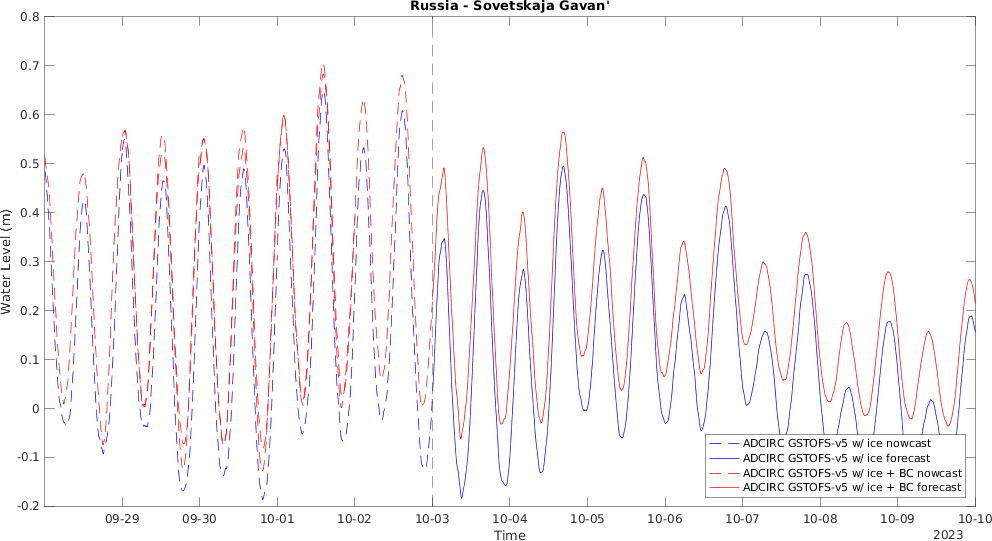 Russia - Sovetskaja Gavan'
Water Level (m)
0.8
0.7
0.6
0.5
0.4
0.3
0.2
0.1
0
-0.1
-0.2
ADCIRC GSTOFS-v5 w/ ice nowcast
ADCIRC GSTOFS-v5 w/ ice forecast
ADCIRC GSTOFS-v5 w/ ice + BC nowcast
ADCIRC GSTOFS-v5 w/ ice + BC forecast
09-29 09-30 10-01 10-02 10-03 10-04 10-05 10-06 10-07 10-08 10-09 10-10
Time
2023